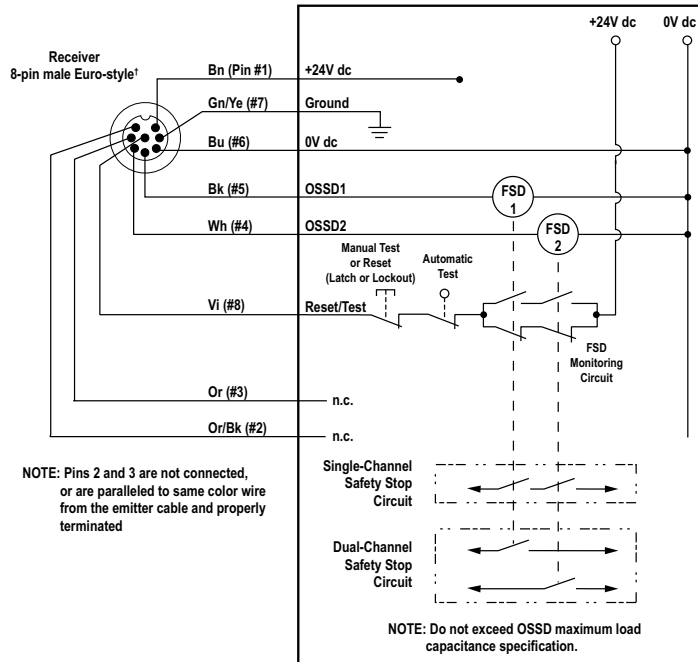 +24V dc
0V dc
Receiver
8-pin male Euro-style†
Bn (Pin #1)
+24V dc
Gn/Ye (#7)
Ground
Bu (#6)
0V dc
Bk (#5)
OSSD1
FSD
1
Wh (#4)
OSSD2
FSD
2
Manual Test
or Reset
(Latch or Lockout)
Automatic
Test
Vi (#8)
Reset/Test
FSD
Monitoring
Circuit
Or (#3)
n.c.
Or/Bk (#2)
n.c.
NOTE: Pins 2 and 3 are not connected,
or are paralleled to same color wire
from the emitter cable and properly
terminated
Single-Channel
Safety Stop
Circuit
Dual-Channel
Safety Stop
Circuit
NOTE: Do not exceed OSSD maximum load
capacitance specification.